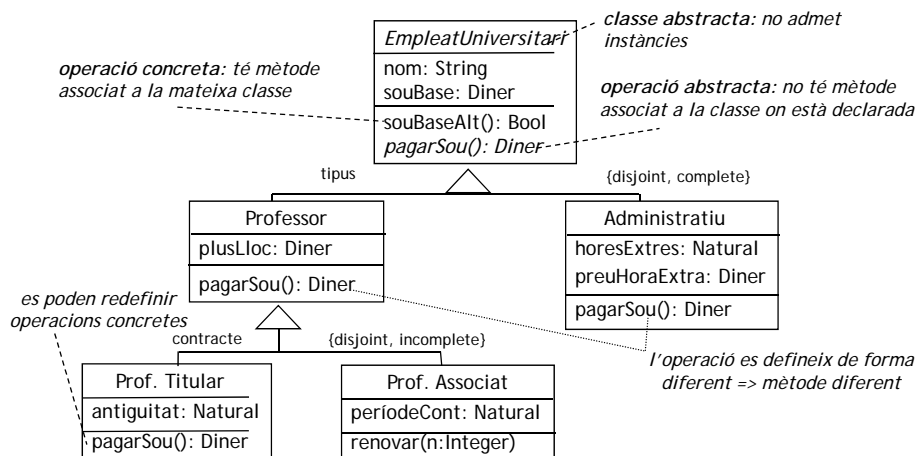 EmpleatUniversitari
nom: String
souBase: Diner
souBaseAlt(): Bool
pagarSou(): Diner
classe abstracta: no admet
instàncies
operació concreta: té mètode
associat a la mateixa classe
operació abstracta: no té mètode
associat a la classe on està declarada
tipus
{disjoint, complete}
Professor
plusLloc: Diner
pagarSou(): Diner
Administratiu
horesExtres: Natural
preuHoraExtra: Diner
pagarSou(): Diner
es poden redefinir
operacions concretes
contracte
{disjoint, incomplete}
l'operació es defineix de forma
diferent => mètode diferent
Prof. Titular
antiguitat: Natural
pagarSou(): Diner
Prof. Associat
períodeCont: Natural
renovar(n:Integer)